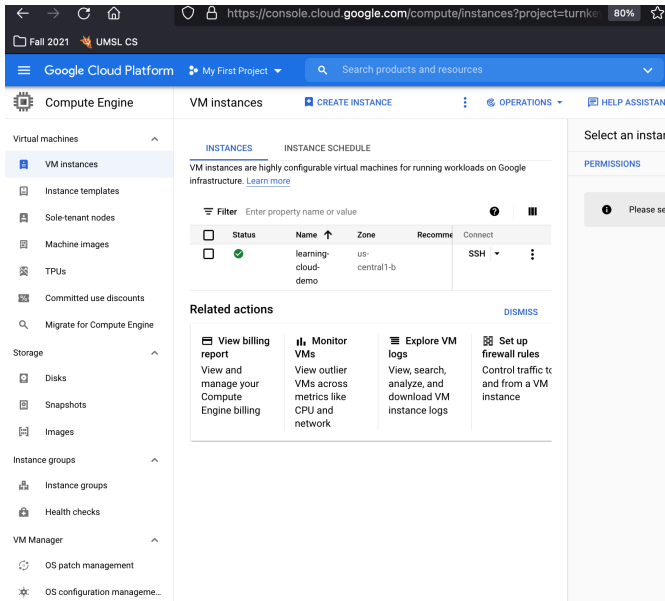 https://console.cloud.google.com/compute/instances?project=turnkey
80%
Fall 2021
UMSL CS
Google Cloud Platform
My First Project
Search products and resources
Compute Engine
VM instances
CREATE INSTANCE
OPERATIONS
HELP ASSISTAN
Virtual machines
VM instances
Instance templates
Sole-tenant nodes
Machine images
TPUs
Committed use discounts
Migrate for Compute Engine
Storage
Disks
Snapshots
Images
Instance groups
Instance groups
Health checks
VM Manager
OS patch management
OS configuration manageme...
INSTANCES
INSTANCE SCHEDULE
VM instances are highly configurable virtual machines for running workloads on Google
infrastructure. Learn more
Filter Enter property name or value
Status Name Zone Recomme Connect
learning-
cloud-
demo
us-
central1-b
SSH
Related actions
DISMISS
View billing
report
View and
manage your
Compute
Engine billing
Monitor
VMs
View outlier
VMs across
metrics like
CPU and
network
Explore VM
logs
View, search,
analyze, and
download VM
instance logs
Set up
firewall rules
Control traffic to
and from a VM
instance
Select an instan
PERMISSIONS
Please se